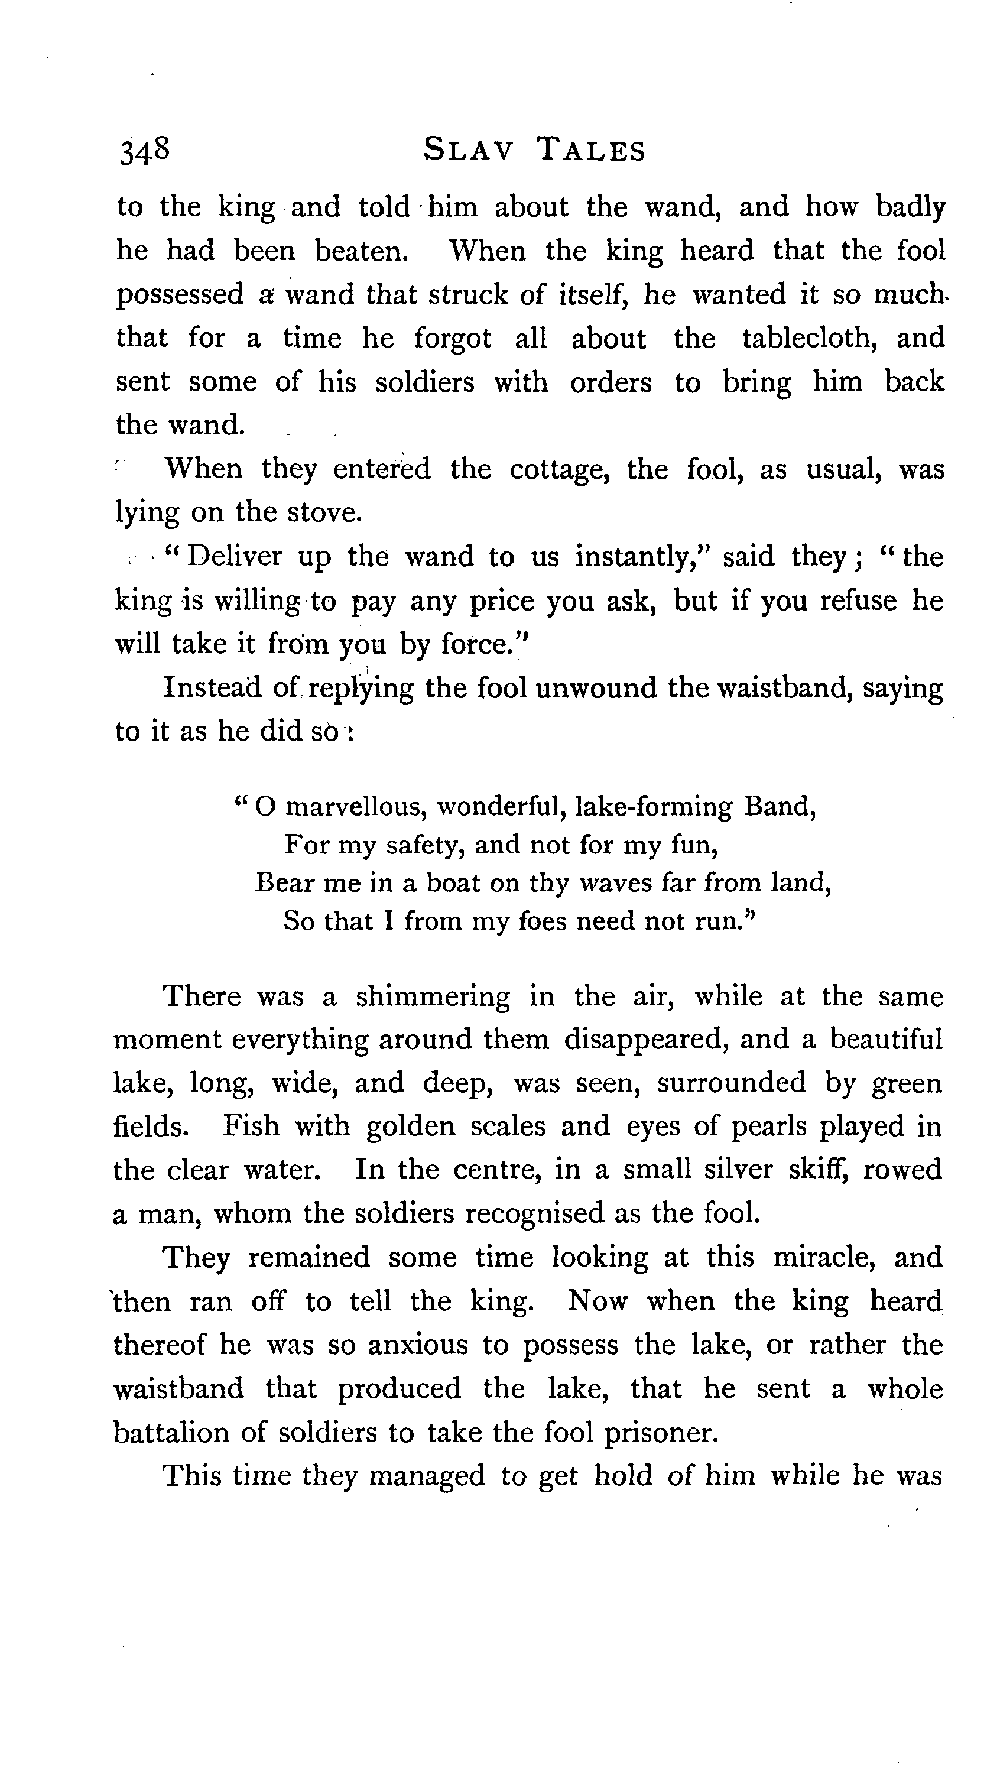 348 SLAV TALES
to the king and told him about the wand, and how badly
he had been beaten. When the king heard that the fool
possessed a wand that struck of itself, he wanted it so much
that for a time he forgot all about the tablecloth, and
sent some of his soldiers with orders to bring him back
the wand.
When they entered the cottage, the fool, as usual, was
lying on the stove.
“ Deliver up the wand to us instantly,” said they ; “ the
king is willing to pay any price you ask, but if you refuse he
will take it from you by force.”
Instead of replying the fool unwound the waistband, saying
to it as he did so :
“ O marvellous, wonderful, lake-forming Band,
For my safety, and not for my fun,
Bear me in a boat on thy waves far from land,
So that I from my foes need not run.”
There was a shimmering in the air, while at the same
moment everything around them disappeared, and a beautiful
lake, long, wide, and deep, was seen, surrounded by green
fields. Fish with golden scales and eyes of pearls played in
the clear water. In the centre, in a small silver skiff, rowed
a man, whom the soldiers recognised as the fool.
They remained some time looking at this miracle, and
then ran off to tell the king. Now when the king heard
thereof he was so anxious to possess the lake, or rather the
waistband that produced the lake, that he sent a whole
battalion of soldiers to take the fool prisoner.
This time they managed to get hold of him while he was